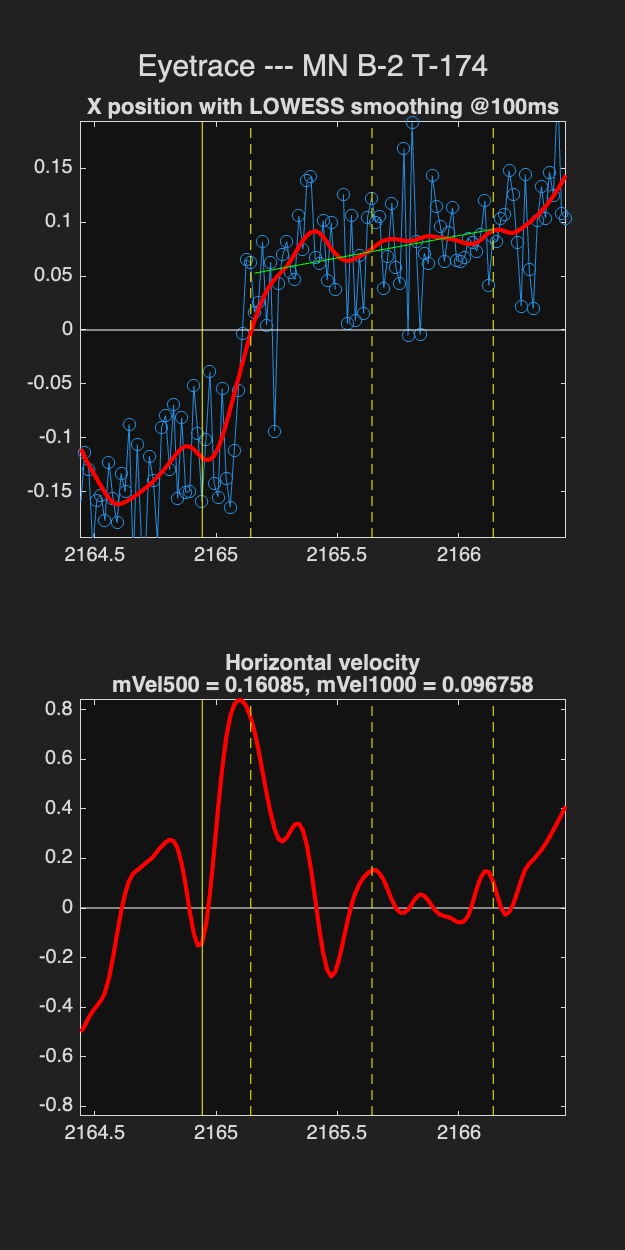 Eyetrace --- MN B-2 T-174
X position with LOWESS smoothing @100ms
0.15
0.1
0.05
0
-0.05
-0.1
-0.15
2164.5 2165 2165.5 2166
Horizontal velocity
mVel500 = 0.16085, mVel1000 = 0.096758
0.8
0.6
0.4
0.2
0
-0.2
-0.4
-0.6
-0.8
2164.5 2165 2165.5 2166